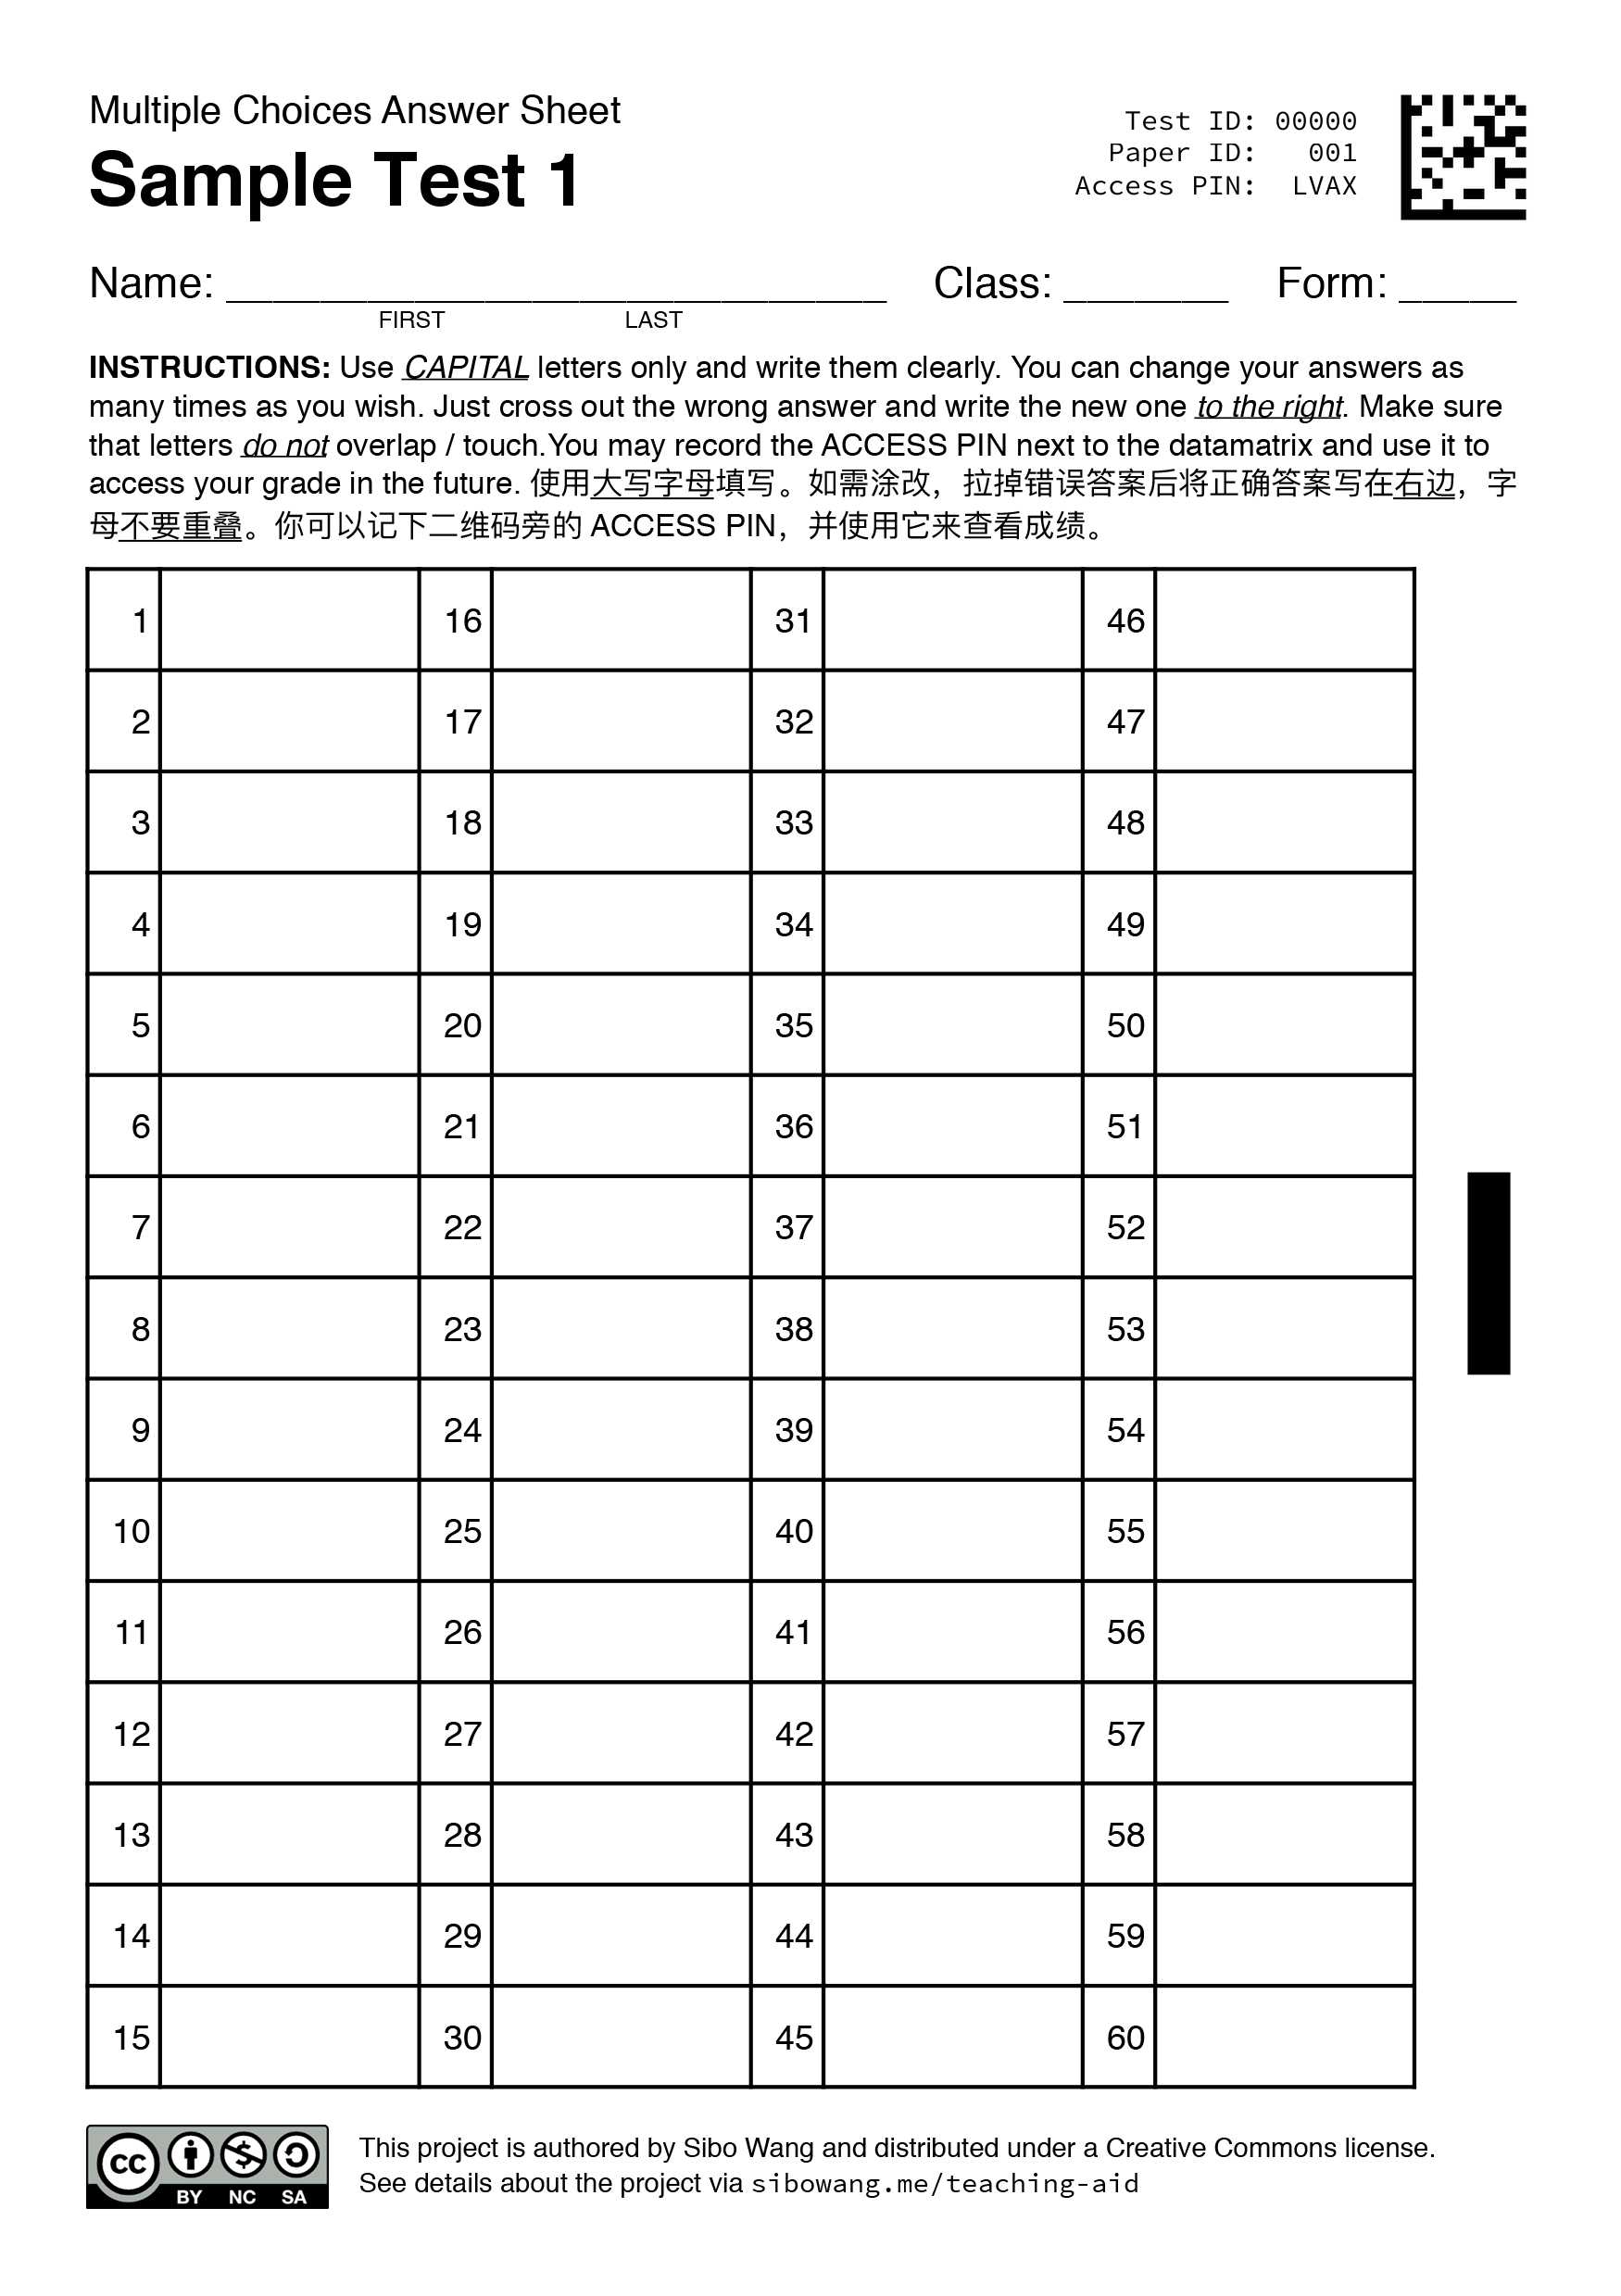 Multiple Choices Answer Sheet
Sample Test 1
Test ID: 00000
Paper ID: 001
Access PIN: LVAX
Name: ____________________________ Class: _______ Form: _____
FIRST LAST
INSTRUCTIONS: Use CAPITAL letters only and write them clearly. You can change your answers as
many times as you wish. Just cross out the wrong answer and write the new one to the right. Make sure
that letters do not overlap / touch.You may record the ACCESS PIN next to the datamatrix and use it to
access your grade in the future. 使用大写字母填写。如需涂改，拉掉错误答案后将正确答案写在右边，字
母不要重叠。你可以记下二维码旁的 ACCESS PIN，并使用它来查看成绩。
1 16 31 46
2 17 32 47
3 18 33 48
4 19 34 49
5 20 35 50
6 21 36 51
7 22 37 52
8 23 38 53
9 24 39 54
10 25 40 55
11 26 41 56
12 27 42 57
13 28 43 58
14 29 44 59
15 30 45 60
cc BY NC SA
This project is authored by Sibo Wang and distributed under a Creative Commons license.
See details about the project via sibowang.me/teaching-aid